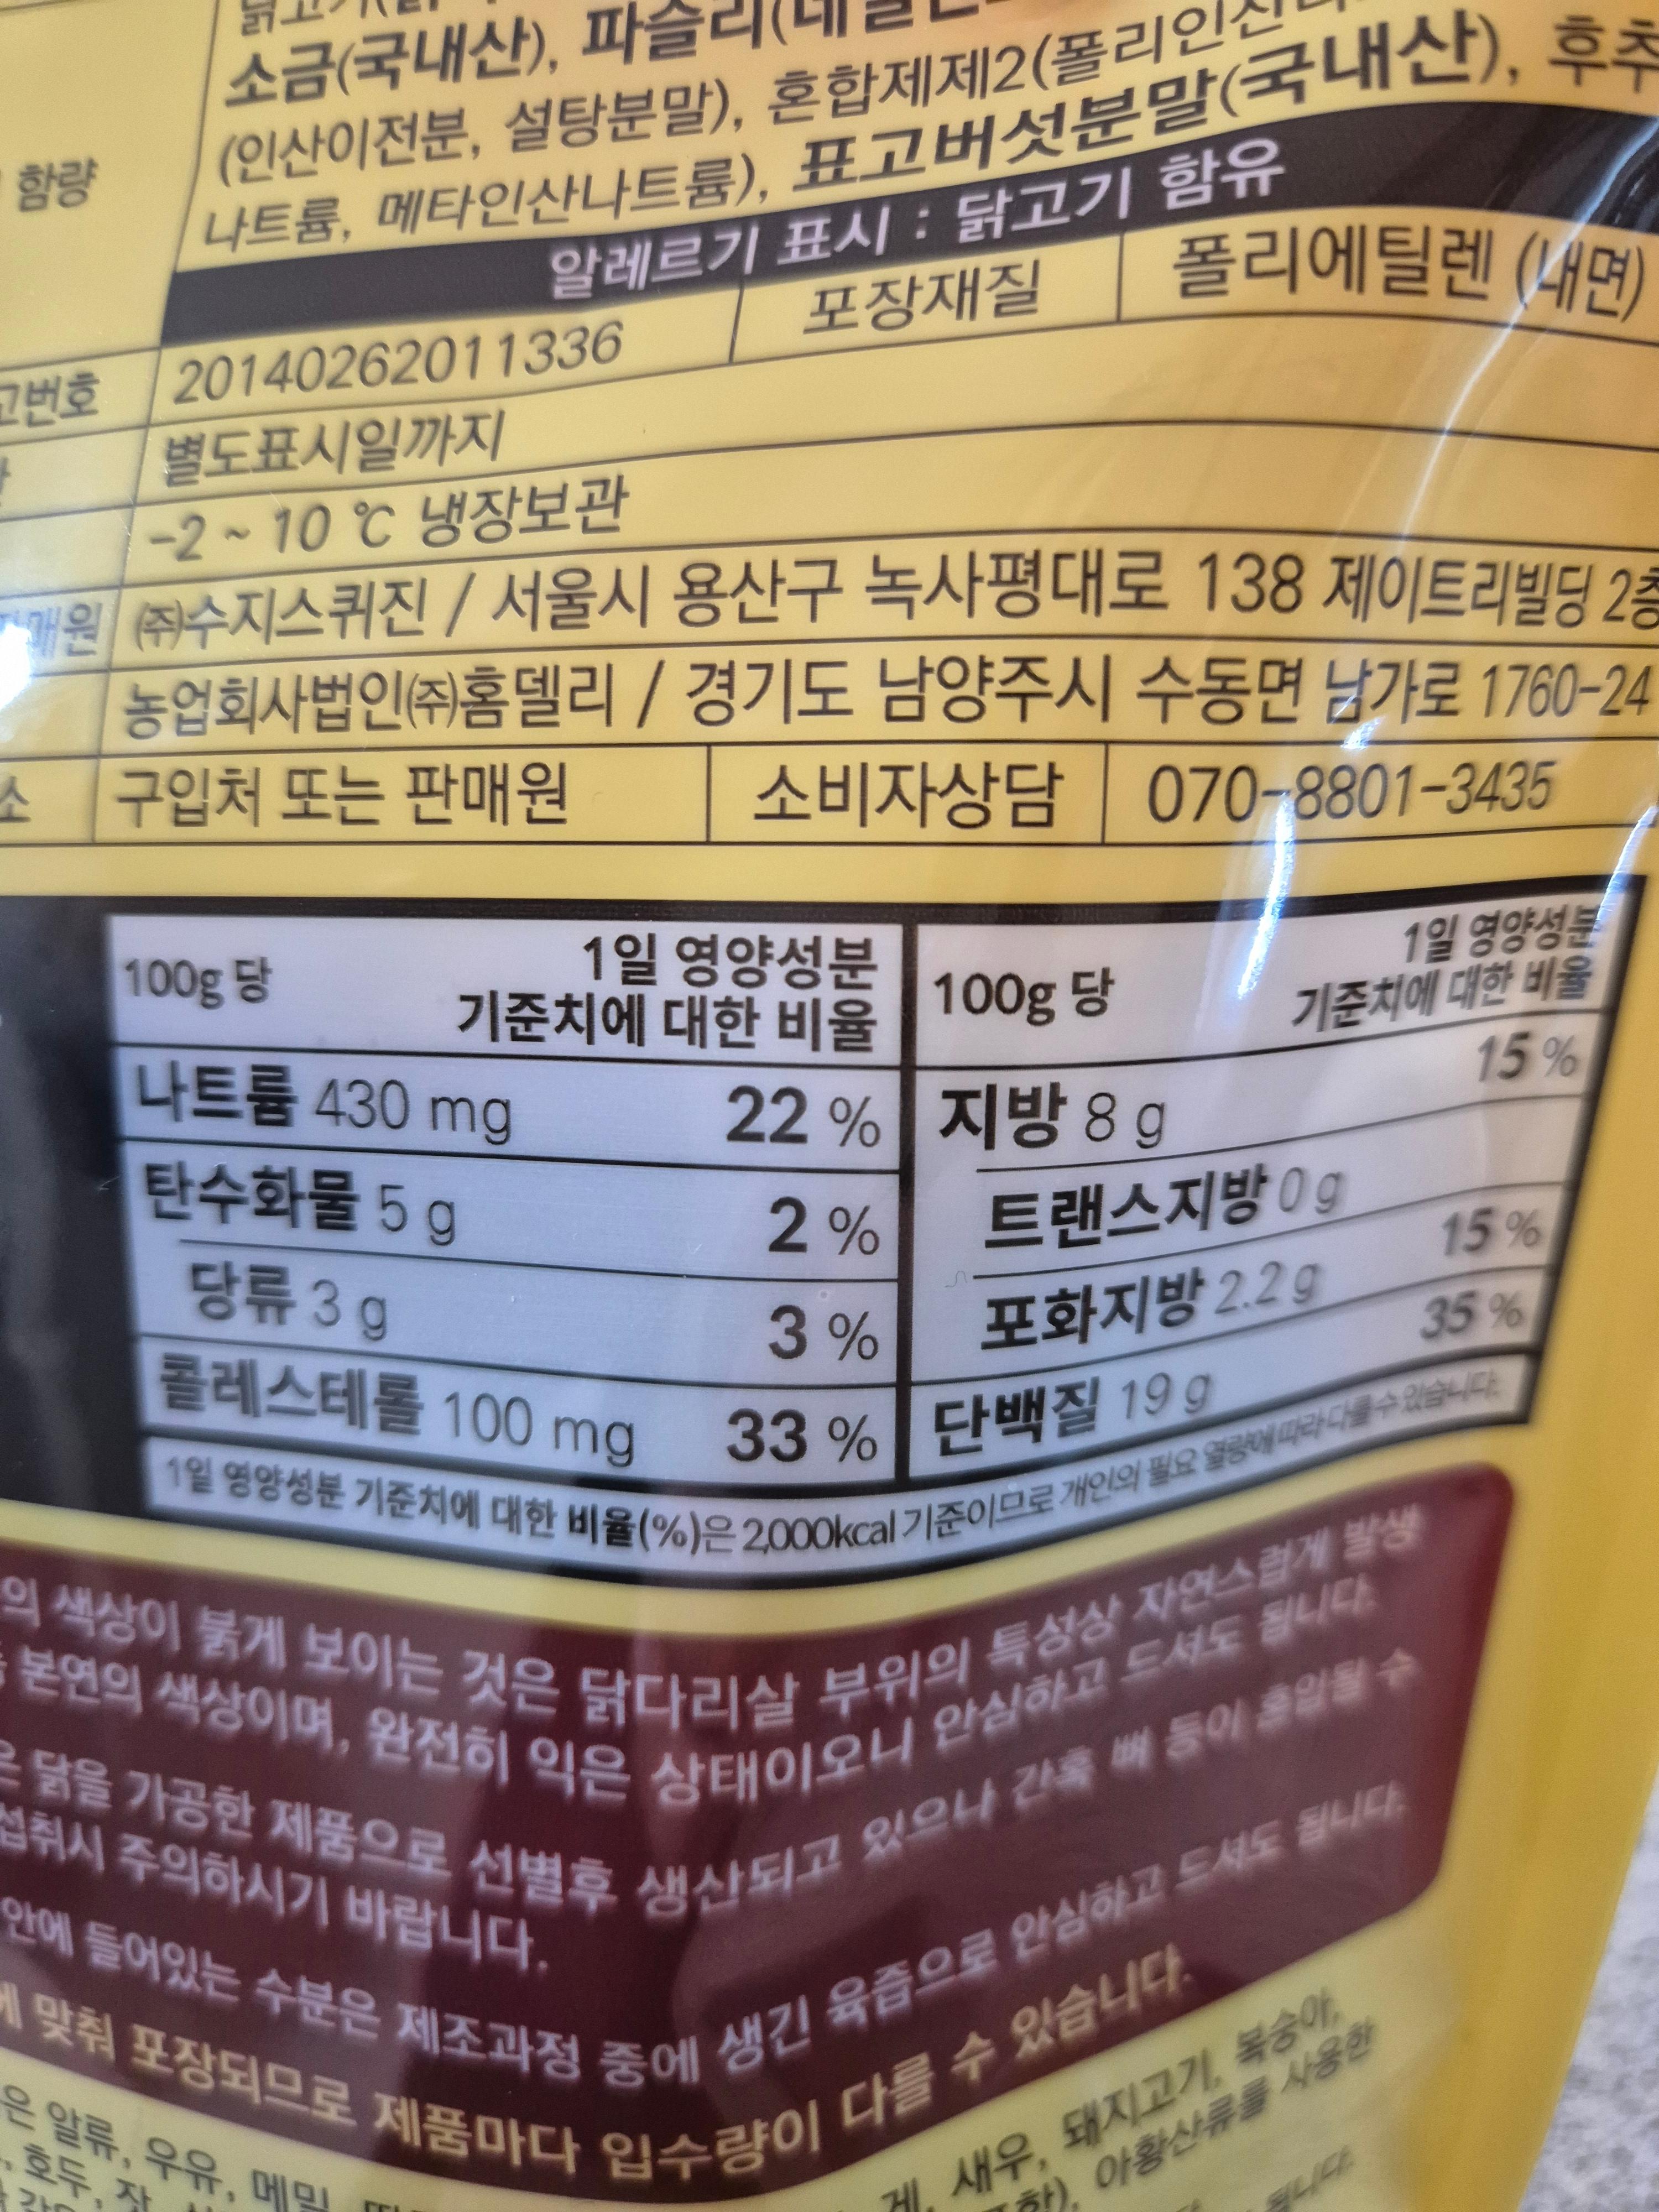 소금(국내산), 파슬리
(인산이전분, 설탕분말), 혼합제제2(폴리인산
나트륨, 메타인산나트륨), 표고버섯분말(국내산), 후추
함량
알레르기 표시 : 닭고기 함유
고번호 20140262011336 포장재질 폴리에틸렌 (내면)
별도표시일까지
-2 ~ 10 ℃ 냉장보관
판매원 ㈜수지스퀴진 / 서울시 용산구 녹사평대로 138 제이트리빌딩 2층
농업회사법인㈜홈델리 / 경기도 남양주시 수동면 남가로 1760-24
소 구입처 또는 판매원 소비자상담 070-8801-3435
100g 당 1일 영양성분 기준치에 대한 비율 100g 당 1일 영양성분 기준치에 대한 비율
나트륨 430 mg 22 % 지방 8 g 15 %
탄수화물 5 g 2 % 트랜스지방 0 g
당류 3 g 3 % 포화지방 2.2 g 15 %
콜레스테롤 100 mg 33 % 단백질 19 g 35 %
1일 영양성분 기준치에 대한 비율(%)은 2,000kcal 기준이므로 개인의 필요 열량에 따라 다를 수 있습니다.
의 색상이 붉게 보이는 것은 닭다리살 부위의 특성상 자연스럽게 발생
본연의 색상이며, 완전히 익은 상태이오니 안심하고 드셔도 됩니다.
은 닭을 가공한 제품으로 선별후 생산되고 있으나 간혹 뼈 등이 혼입될 수
섭취시 주의하시기 바랍니다.
안에 들어있는 수분은 제조과정 중에 생긴 육즙으로 안심하고 드셔도 됩니다.
에 맞춰 포장되므로 제품마다 입수량이 다를 수 있습니다.
은 알류, 우유, 메밀, 게, 새우, 돼지고기, 복숭아,
호두, 잣, 아황산류를 사용한
됩니다.